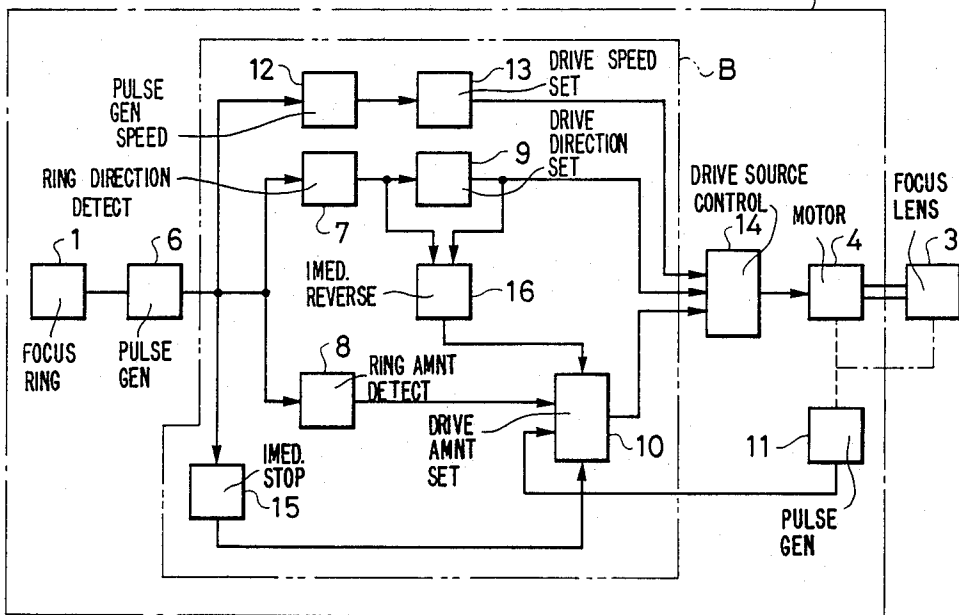 12
PULSE
GEN
SPEED
13
DRIVE SPEED
SET
B
DRIVE
DIRECTION
SET
9
RING DIRECTION
DETECT
7
DRIVE SOURCE
CONTROL
14
MOTOR
4
FOCUS
LENS
3
1
6
IMED.
REVERSE
16
FOCUS
RING
PULSE
GEN
8
RING AMNT
DETECT
DRIVE
AMNT
SET
10
11
PULSE
GEN
IMED.
STOP
15